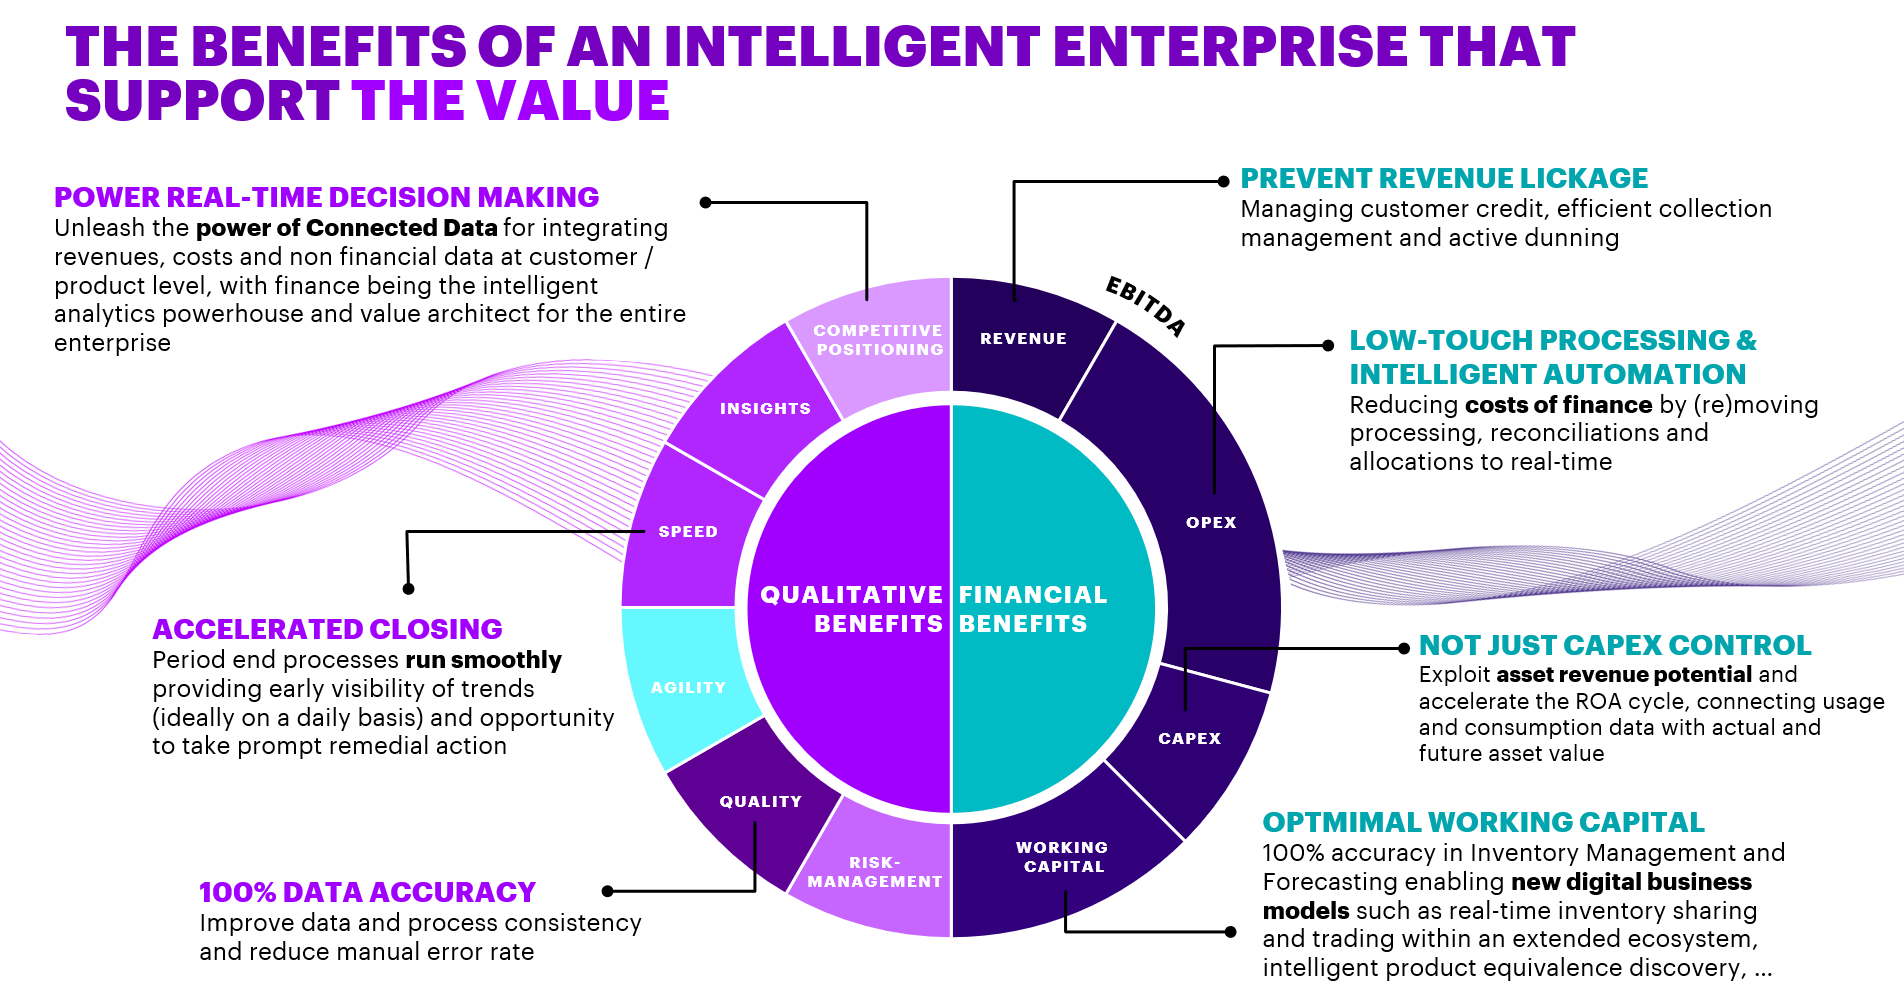 THE BENEFITS OF AN INTELLIGENT ENTERPRISE THAT
SUPPORT THE VALUE
POWER REAL-TIME DECISION MAKING
Unleash the power of Connected Data for integrating
revenues, costs and non financial data at customer /
product level, with finance being the intelligent
analytics powerhouse and value architect for the entire
enterprise
ACCELERATED CLOSING
Period end processes run smoothly
providing early visibility of trends
(ideally on a daily basis) and opportunity
to take prompt remedial action
100% DATA ACCURACY
Improve data and process consistency
and reduce manual error rate
COMPETITIVE
POSITIONING
INSIGHTS
SPEED
AGILITY
QUALITY
RISK-
MANAGEMENT
QUALITATIVE
BENEFITS
FINANCIAL
BENEFITS
REVENUE
EBITDA
OPEX
CAPEX
WORKING
CAPITAL
PREVENT REVENUE LICKAGE
Managing customer credit, efficient collection
management and active dunning
LOW-TOUCH PROCESSING &
INTELLIGENT AUTOMATION
Reducing costs of finance by (re)moving
processing, reconciliations and
allocations to real-time
NOT JUST CAPEX CONTROL
Exploit asset revenue potential and
accelerate the ROA cycle, connecting usage
and consumption data with actual and
future asset value
OPTMIMAL WORKING CAPITAL
100% accuracy in Inventory Management and
Forecasting enabling new digital business
models such as real-time inventory sharing
and trading within an extended ecosystem,
intelligent product equivalence discovery, ...